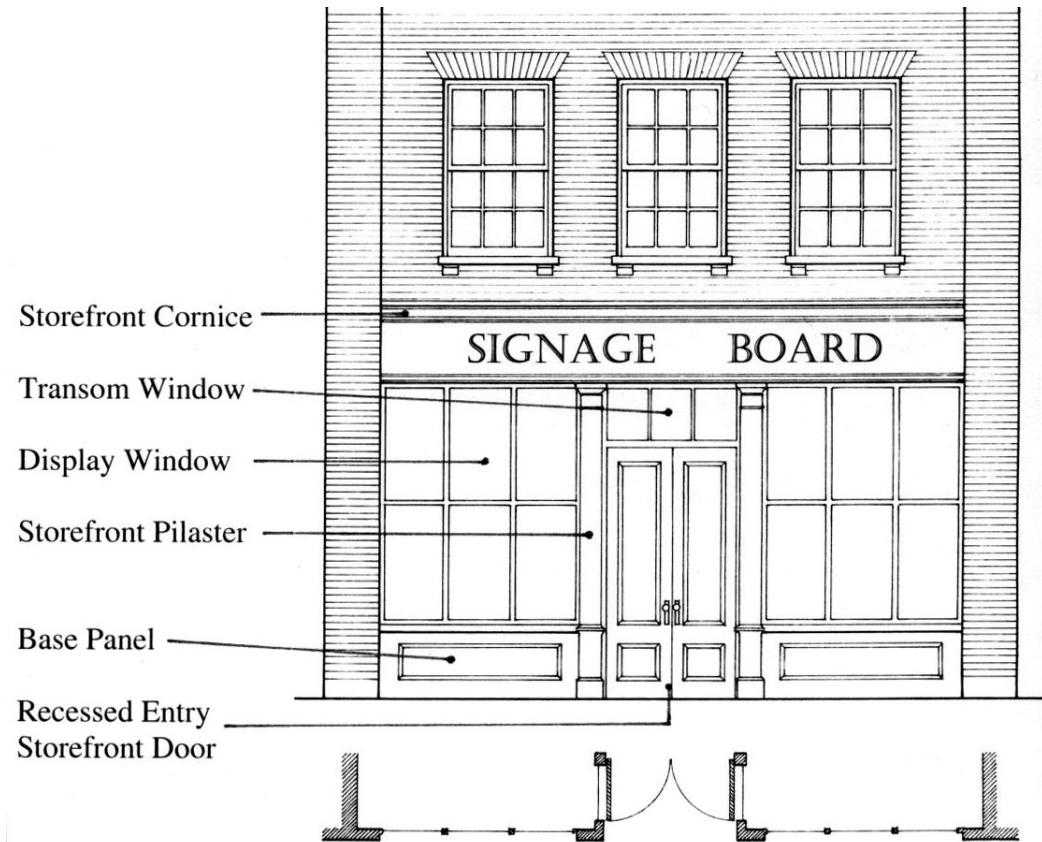 Storefront Cornice
SIGNAGE BOARD
Transom Window
Display Window
Storefront Pilaster
Base Panel
Recessed Entry
Storefront Door